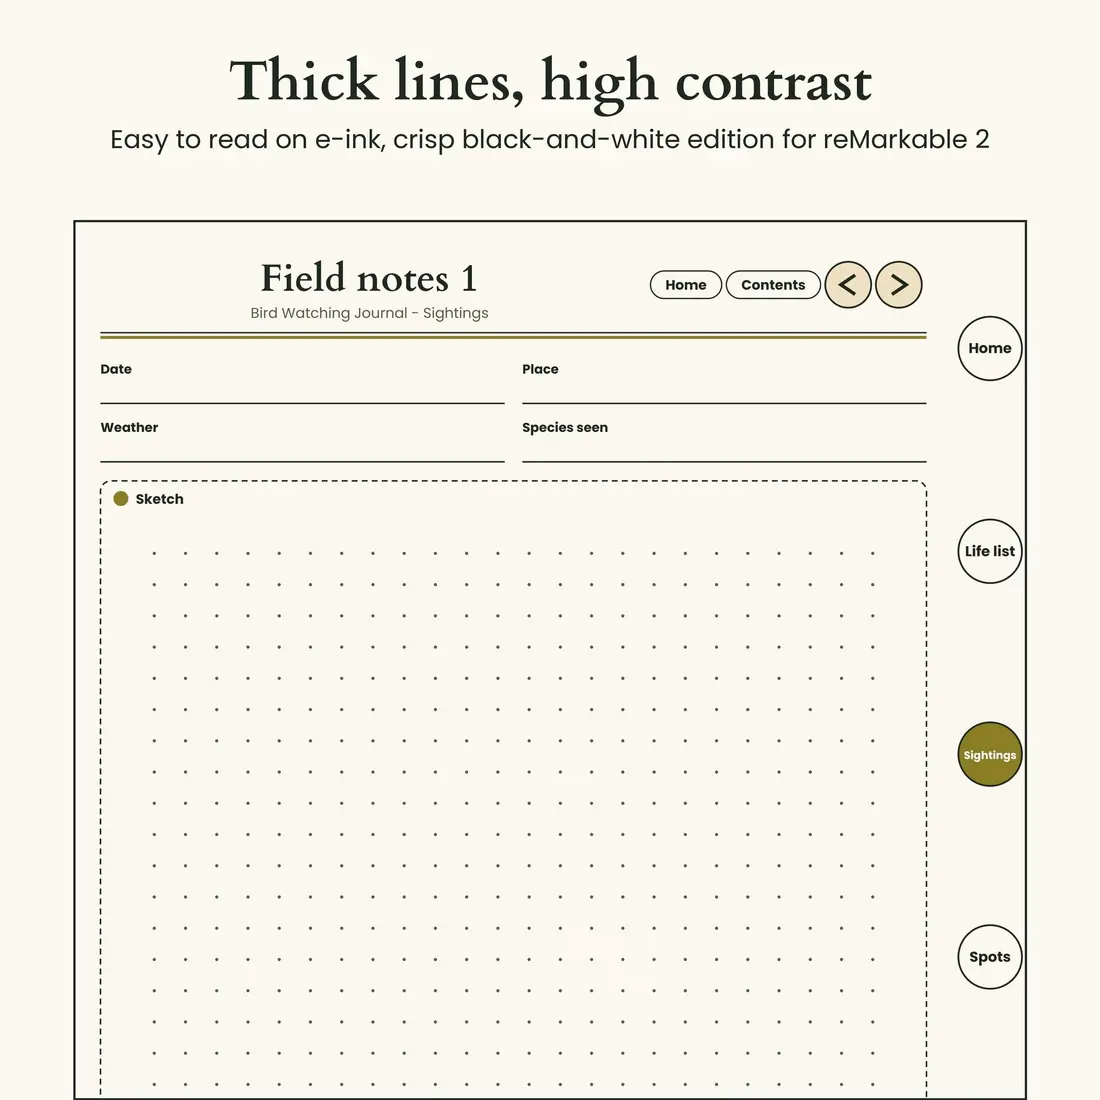 Thick lines, high contrast
Easy to read on e-ink, crisp black-and-white edition for reMarkable 2
Field notes 1
Bird Watching Journal - Sightings
Home
Contents
Home
Date
Place
Weather
Species seen
Sketch
Life list
Sightings
Spots